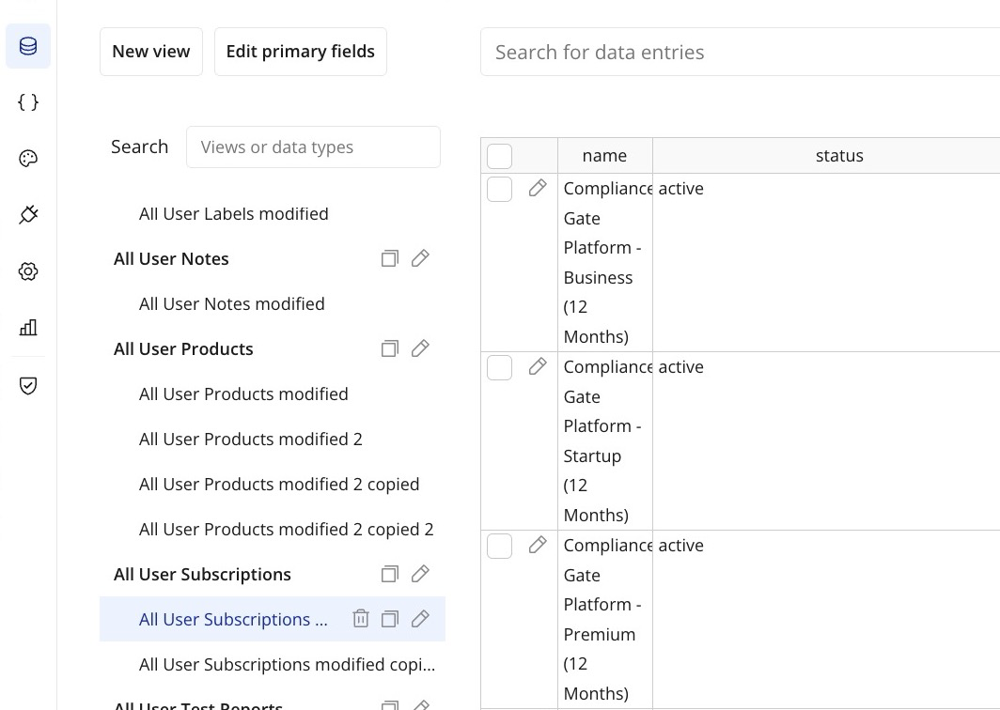 New view
Edit primary fields
Search for data entries
Search
Views or data types
All User Labels modified
All User Notes
All User Notes modified
All User Products
All User Products modified
All User Products modified 2
All User Products modified 2 copied
All User Products modified 2 copied 2
All User Subscriptions
All User Subscriptions ...
All User Subscriptions modified copi...
All User Test Reports
name
status
Compliance
Gate
Platform -
Business
(12
Months)
active
Compliance
Gate
Platform -
Startup
(12
Months)
active
Compliance
Gate
Platform -
Premium
(12
Months)
active